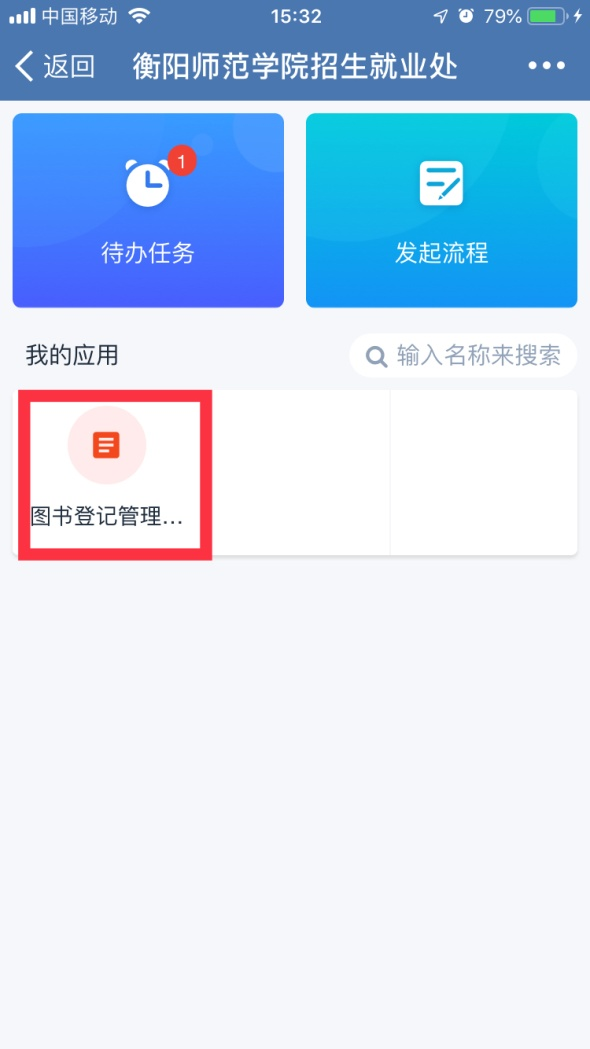 中国移动 15:32 79%
返回 衡阳师范学院招生就业处
1
待办任务 发起流程
我的应用 输入名称来搜索
图书登记管理...